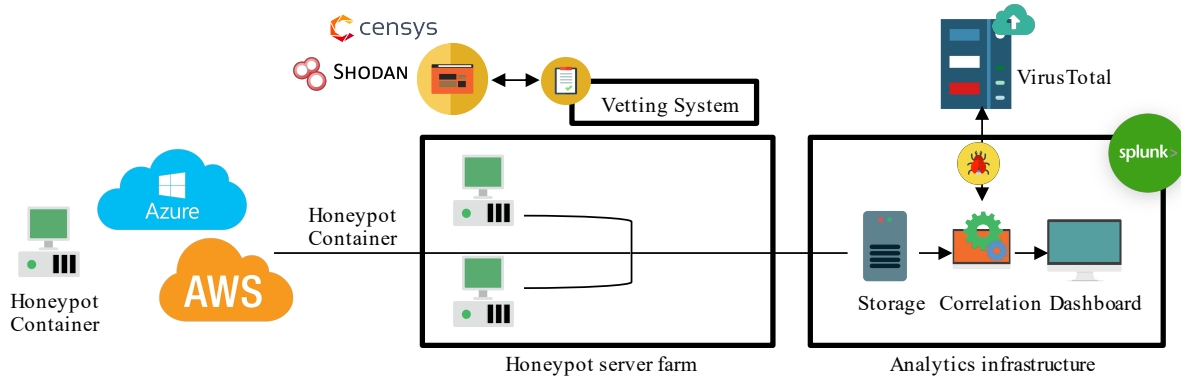 censys
SHODAN
Vetting System
VirusTotal
splunk>
Azure
AWS
Honeypot
Container
Honeypot
Container
Storage
Correlation
Dashboard
Honeypot server farm
Analytics infrastructure